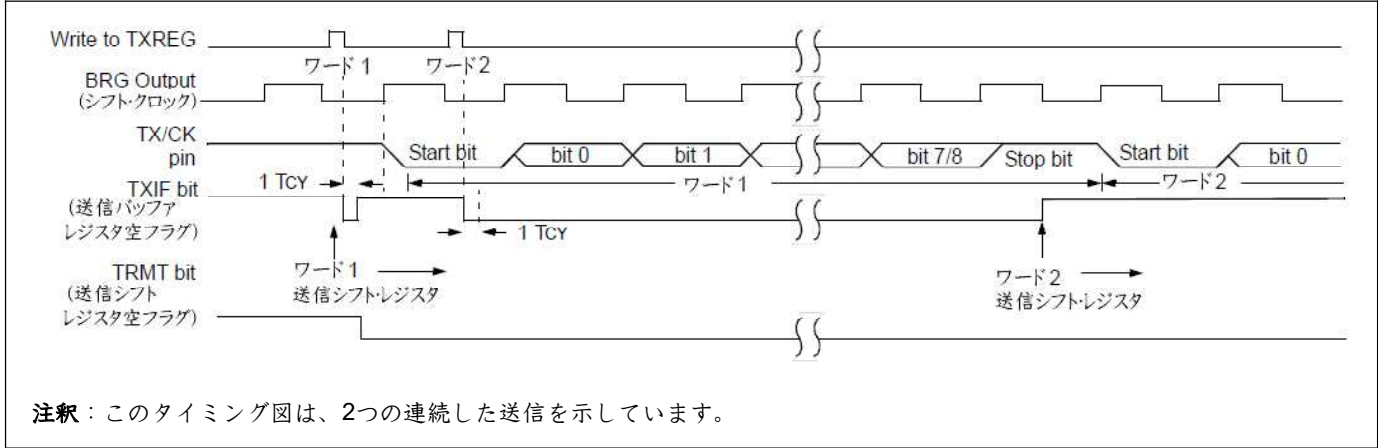 Write to TXREG
ワード1
ワード2
BRG Output
(シフト・クロック)
TX/CK
pin
Start bit
bit 0
bit 1
bit 7/8
Stop bit
Start bit
bit 0
1 TCY
ワード1
ワード2
TXIF bit
(送信バッファ
レジスタ空フラグ)
1 TCY
ワード1
送信シフト・レジスタ
ワード2
送信シフト・レジスタ
TRMT bit
(送信シフト
レジスタ空フラグ)
注釈：このタイミング図は、2つの連続した送信を示しています。